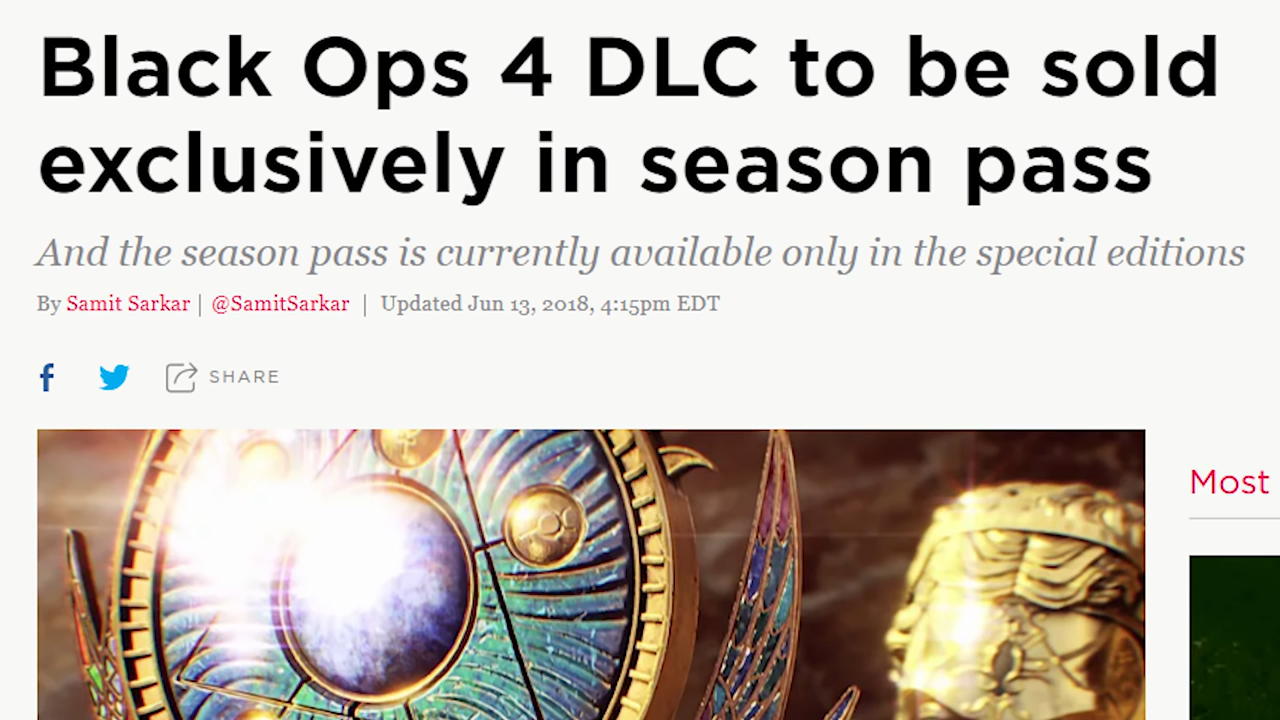 Black Ops 4 DLC to be sold
exclusively in season pass
And the season pass is currently available only in the special editions
By Samit Sarkar | @SamitSarkar | Updated Jun 13, 2018, 4:15pm EDT
SHARE
Most